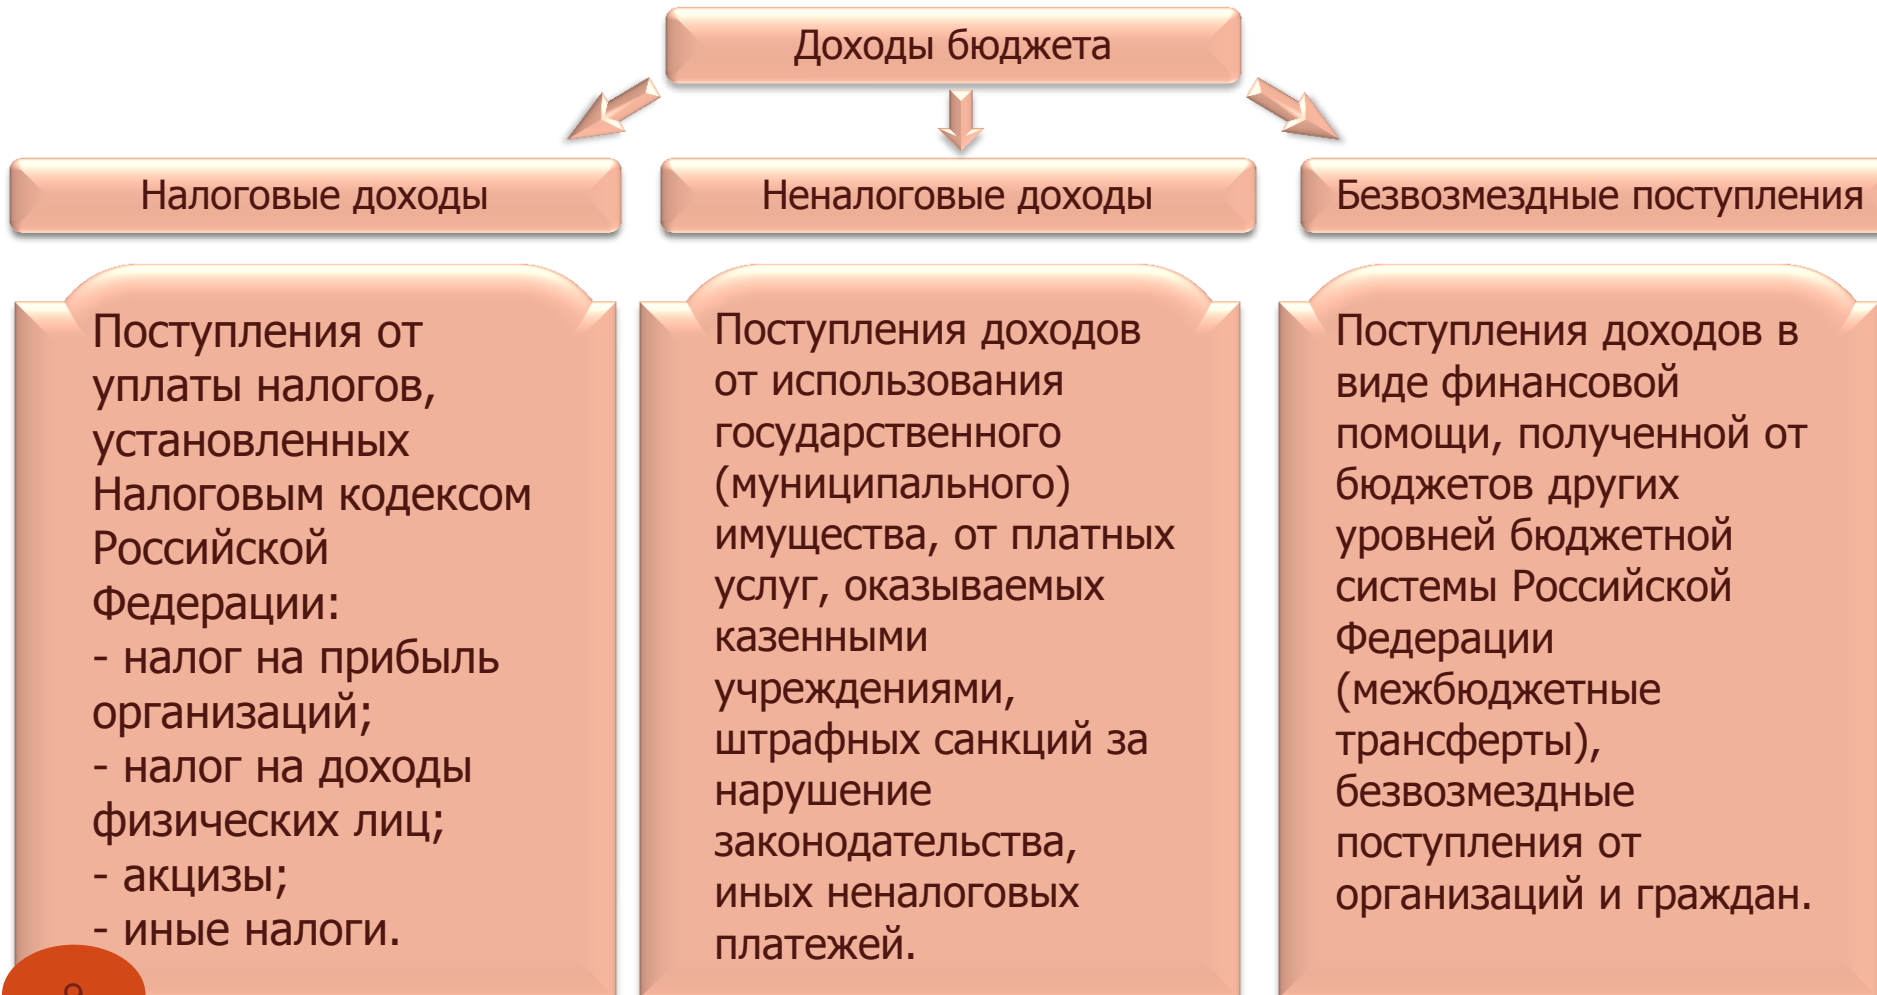 Доходы бюджета
Налоговые доходы
Неналоговые доходы
Безвозмездные поступления
Поступления от
уплаты налогов,
установленных
Налоговым кодексом
Российской
Федерации:
- налог на прибыль
организаций;
- налог на доходы
физических лиц;
- акцизы;
- иные налоги.
Поступления доходов
от использования
государственного
(муниципального)
имущества, от платных
услуг, оказываемых
казенными
учреждениями,
штрафных санкций за
нарушение
законодательства,
иных неналоговых
платежей.
Поступления доходов в
виде финансовой
помощи, полученной от
бюджетов других
уровней бюджетной
системы Российской
Федерации
(межбюджетные
трансферты),
безвозмездные
поступления от
организаций и граждан.